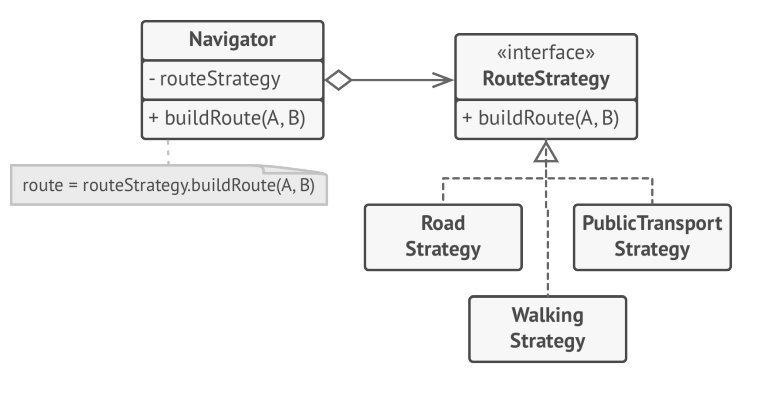 Navigator
- routeStrategy
+ buildRoute(A, B)
route = routeStrategy.buildRoute(A, B)
«interface»
RouteStrategy
+ buildRoute(A, B)
Road
Strategy
PublicTransport
Strategy
Walking
Strategy